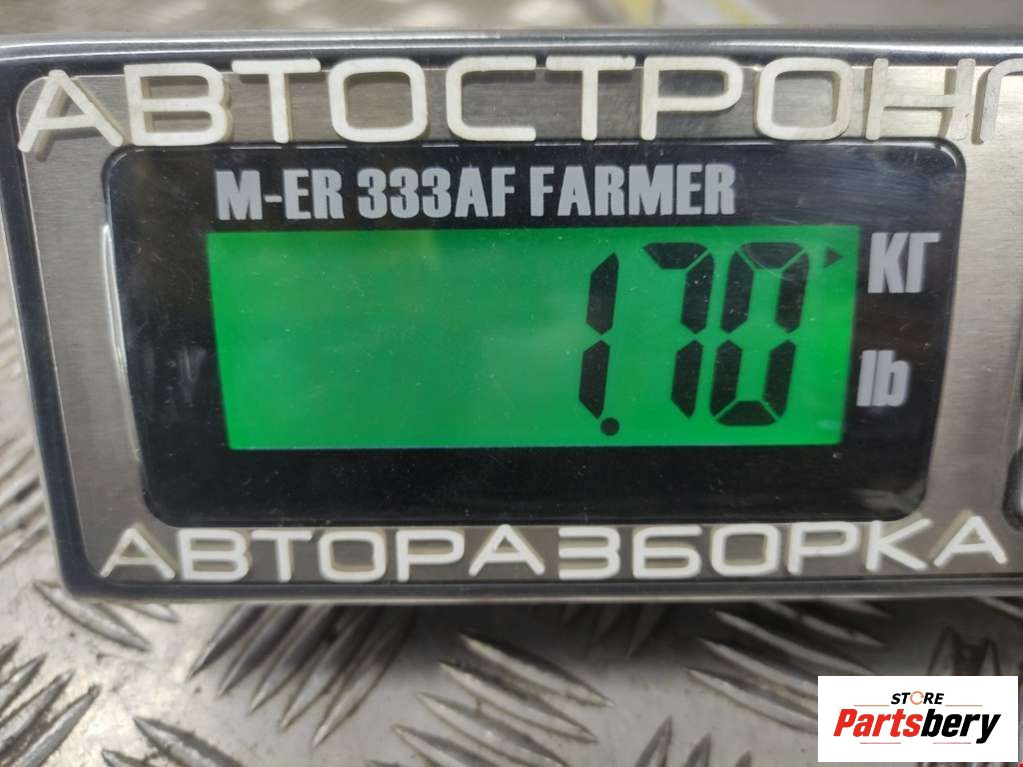 АВТОСТРОНГ
M-ER 333AF FARMER
1.70
КГ
lb
АВТОРАЗБОРКА
STORE
Partsbery